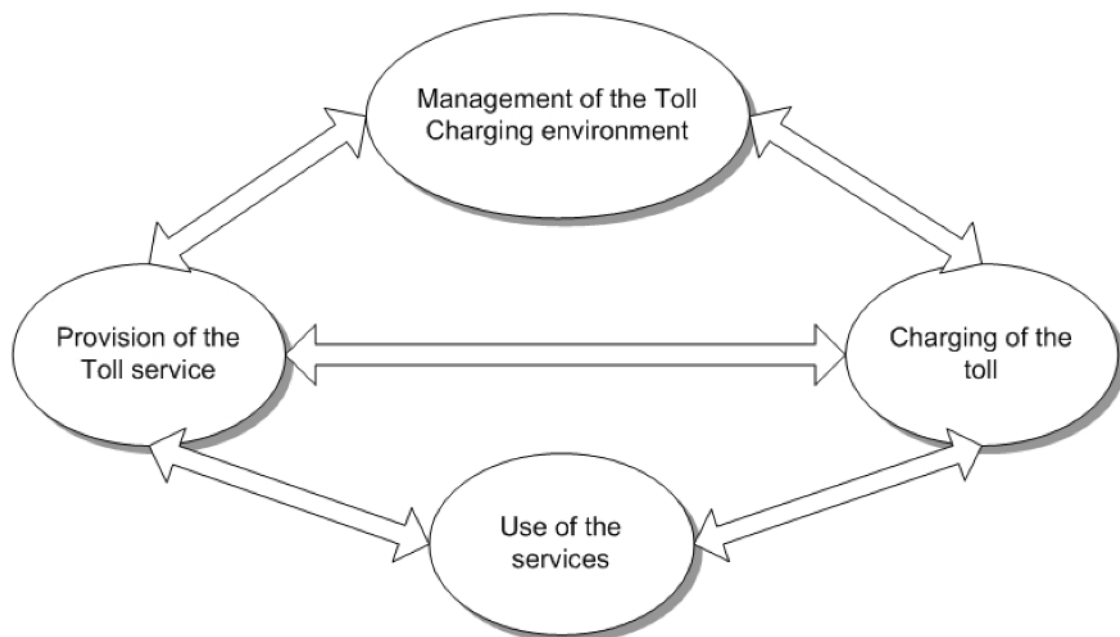 Management of the Toll
Charging environment
Provision of the
Toll service
Charging of the
toll
Use of the
services